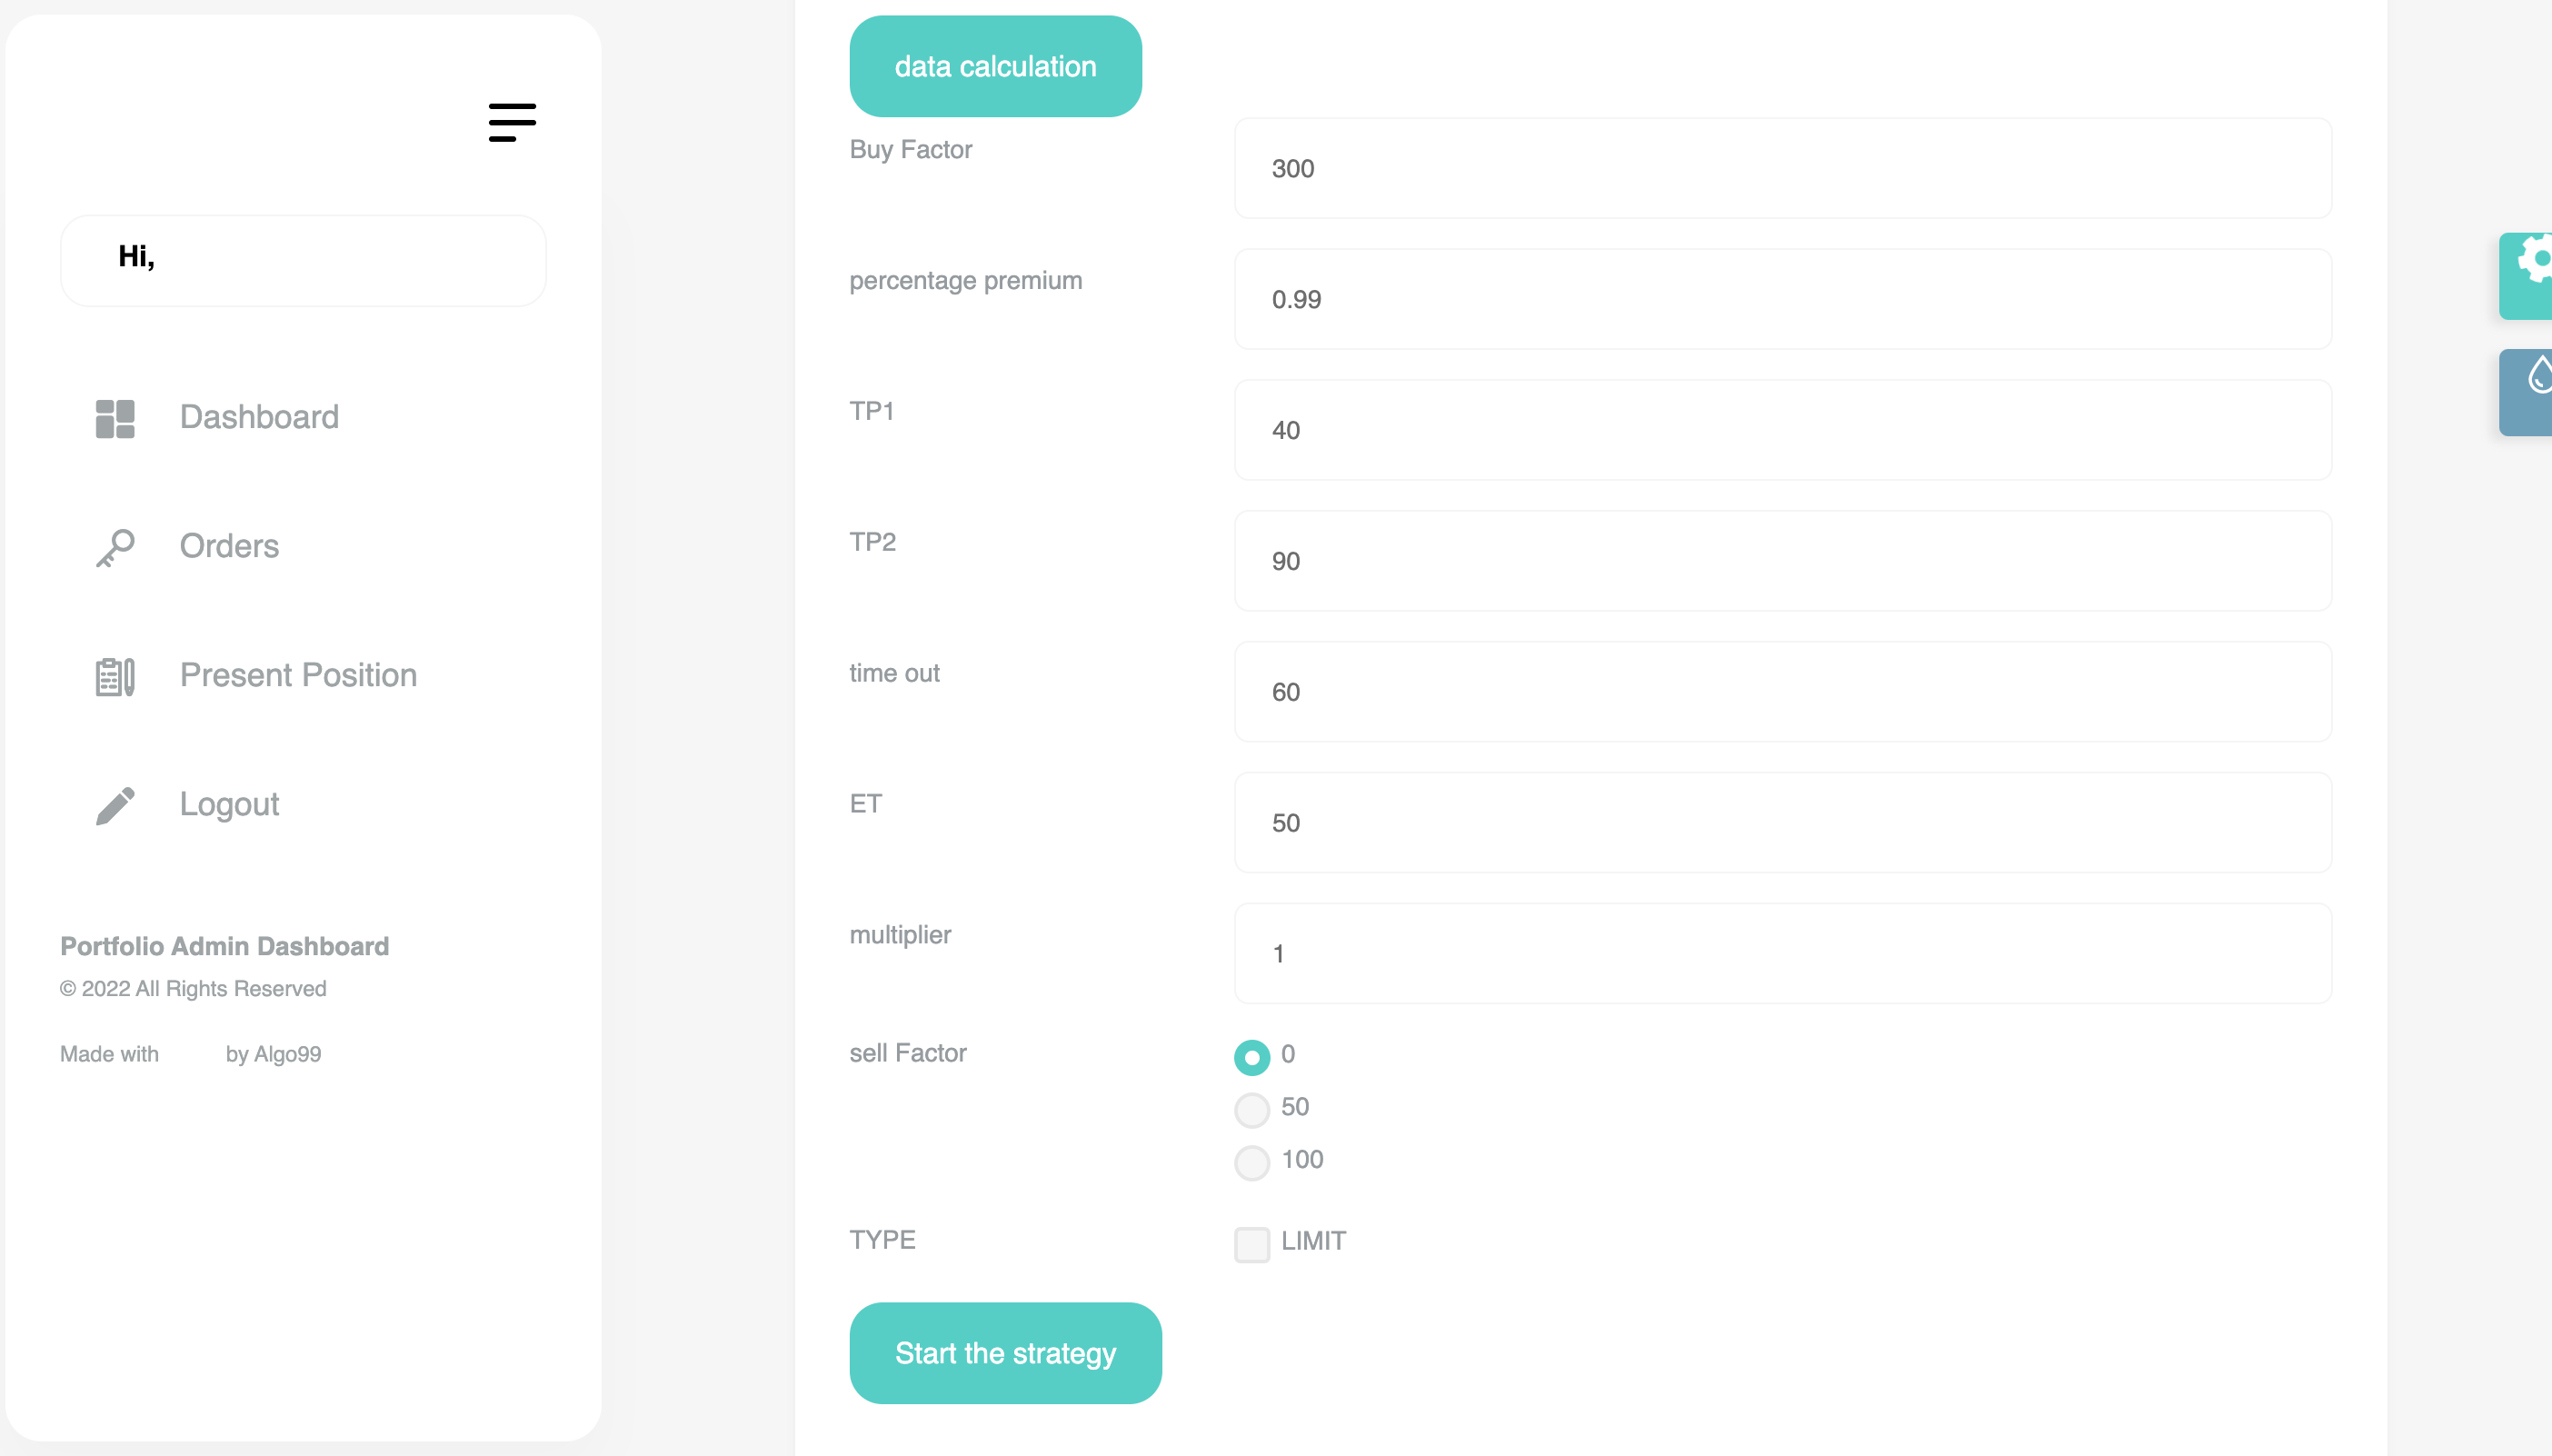 Hi,
Dashboard
Orders
Present Position
Logout
Portfolio Admin Dashboard
© 2022 All Rights Reserved
Made with by Algo99
data calculation
Buy Factor 300
percentage premium 0.99
TP1 40
TP2 90
time out 60
ET 50
multiplier 1
sell Factor 0
50
100
TYPE LIMIT
Start the strategy